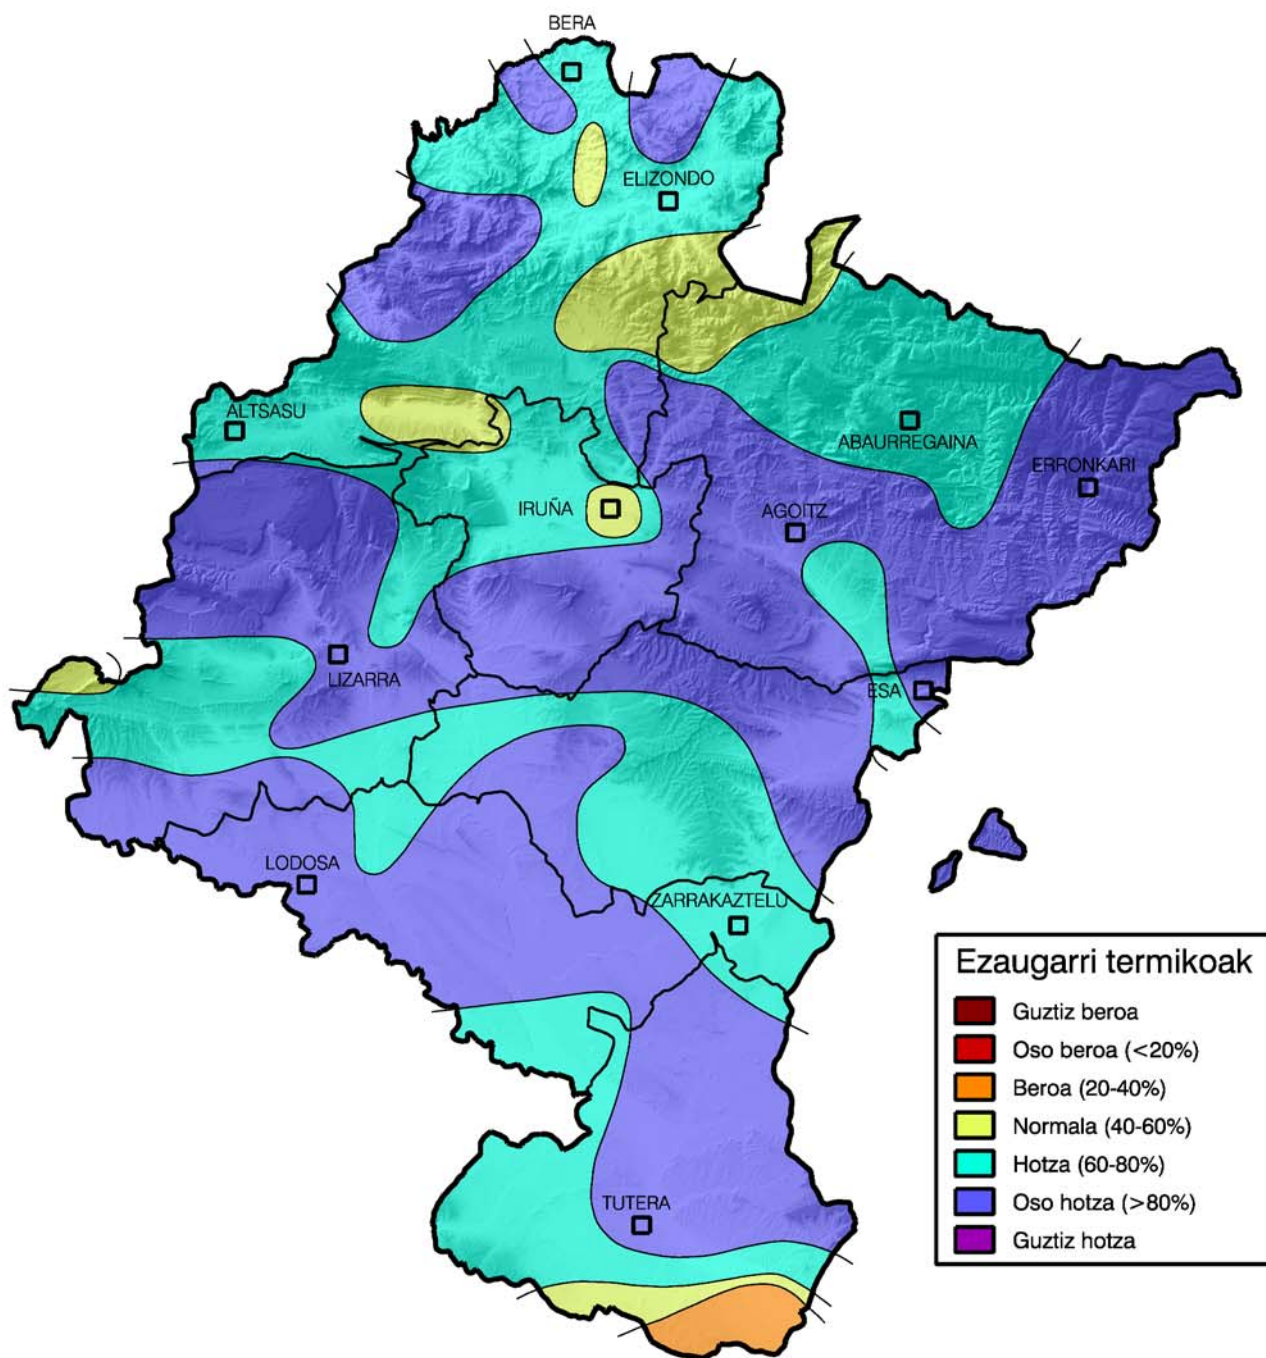 BERA
ELIZONDO
ALTSASU
ABAURREGAINA
ERRONKARI
IRUÑA
AGOITZ
LIZARRA
ESA
LODOSA
ZARRAKAZTELU
TUTERA
Ezaugarri termikoak
Guztiz beroa
Oso beroa (<20%)
Beroa (20-40%)
Normala (40-60%)
Hotza (60-80%)
Oso hotza (>80%)
Guztiz hotza